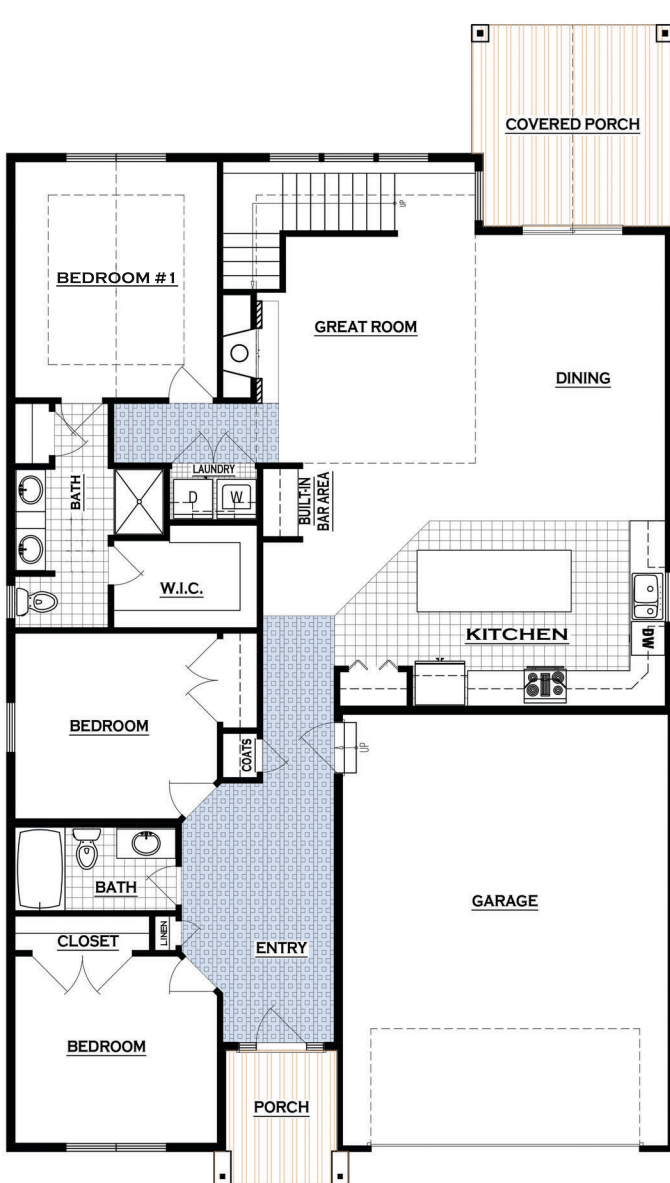 COVERED PORCH
UP
BEDROOM #1
GREAT ROOM
DINING
LAUNDRY
D
W
BATH
BUILT-IN
BAR AREA
W.I.C.
KITCHEN
DW
BEDROOM
COATS
UP
BATH
GARAGE
LINEN
CLOSET
ENTRY
BEDROOM
PORCH